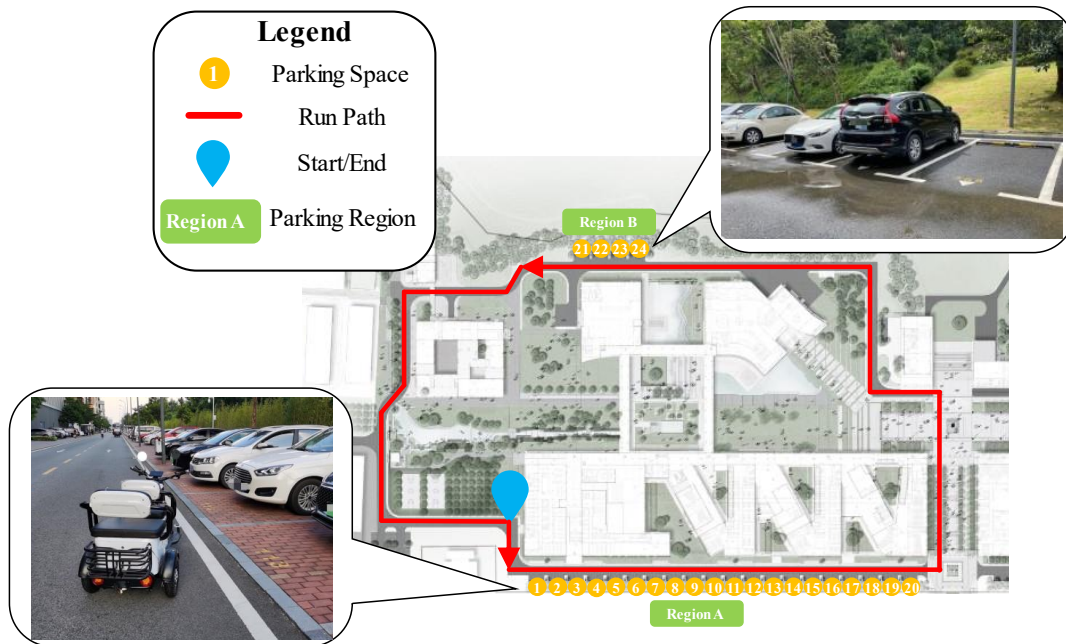 Legend
1 Parking Space
Run Path
Start/End
Region A Parking Region
Region B
21 22 23 24
1 2 3 4 5 6 7 8 9 10 11 12 13 14 15 16 17 18 19 20
Region A